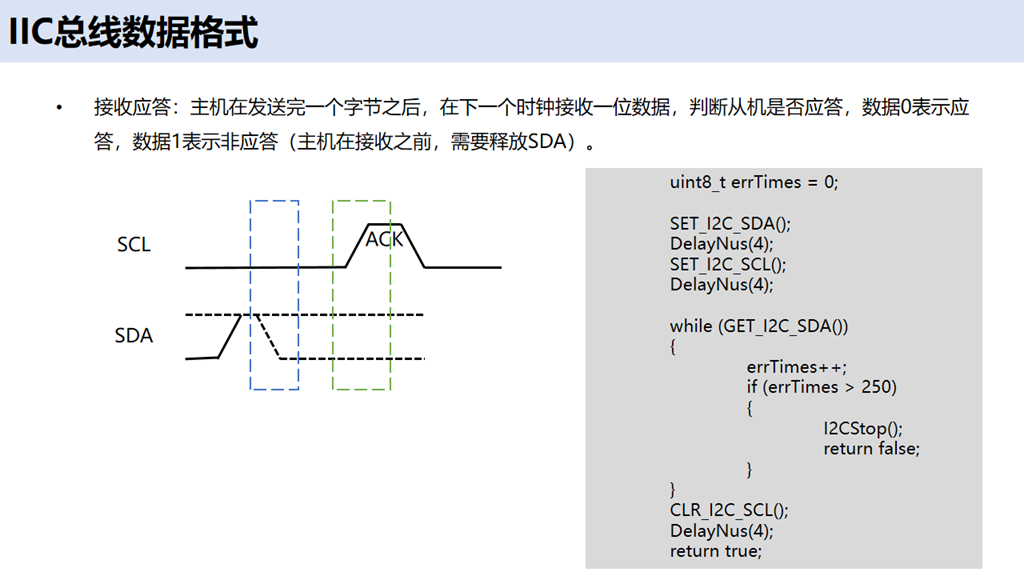 IIC总线数据格式
• 接收应答：主机在发送完一个字节之后，在下一个时钟接收一位数据，判断从机是否应答，数据0表示应
答，数据1表示非应答（主机在接收之前，需要释放SDA）。
SCL
ACK
SDA
uint8_t errTimes = 0;
SET_I2C_SDA();
DelayNus(4);
SET_I2C_SCL();
DelayNus(4);
while (GET_I2C_SDA())
{
errTimes++;
if (errTimes > 250)
{
I2CStop();
return false;
}
}
CLR_I2C_SCL();
DelayNus(4);
return true;